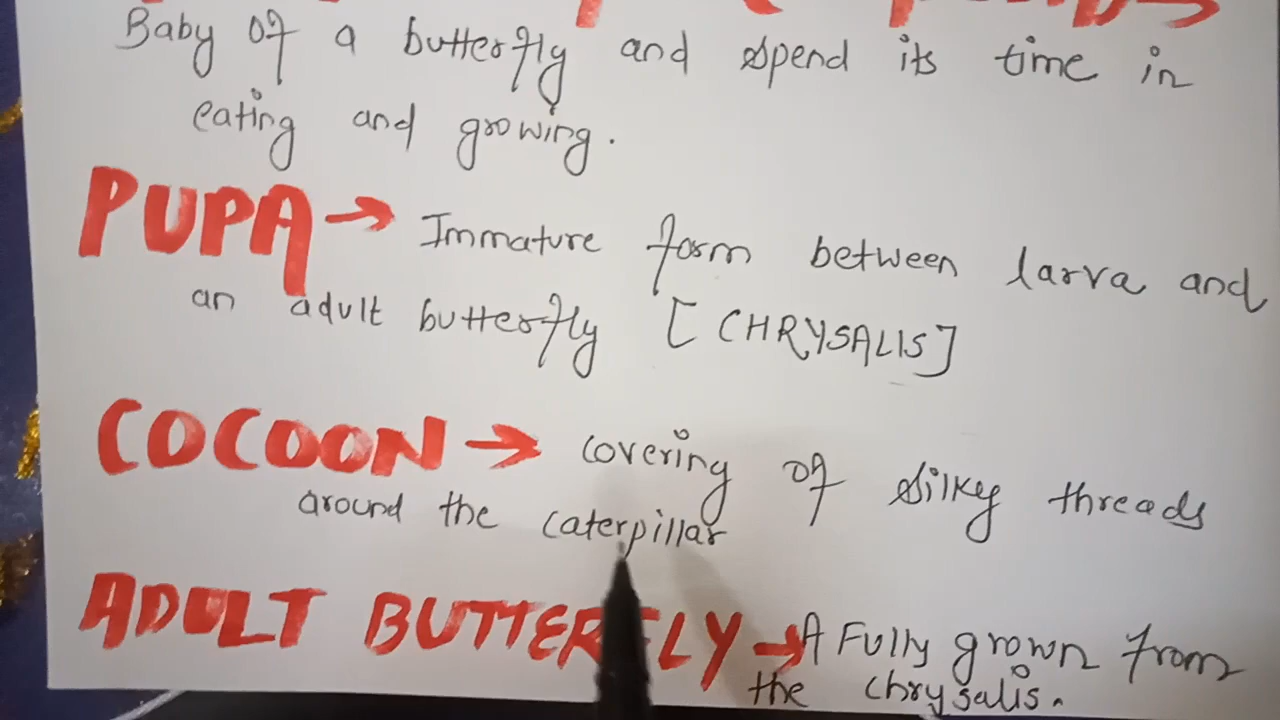 Baby of a butterfly and spend its time in
eating and growing.
PUPA → Immature form between larva and
an adult butterfly [CHRYSALIS]
COCOON → covering of silky threads
around the caterpillar
ADULT BUTTERFLY → A Fully grown from
the chrysalis.